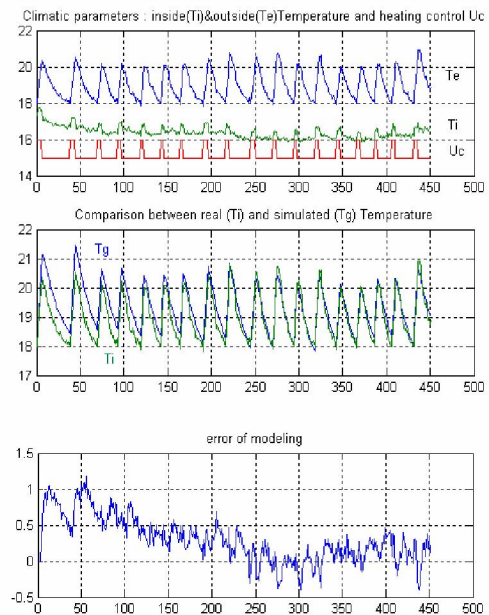 Climatic parameters : inside(Ti)&outside(Te)Temperature and heating control Uc
22
20
18
16
14
Te
Ti
Uc
0 50 100 150 200 250 300 350 400 450 500
Comparison between real (Ti) and simulated (Tg) Temperature
22
21
20
19
18
17
Tg
Ti
0 50 100 150 200 250 300 350 400 450 500
error of modeling
1.5
1
0.5
0
-0.5
0 50 100 150 200 250 300 350 400 450 500